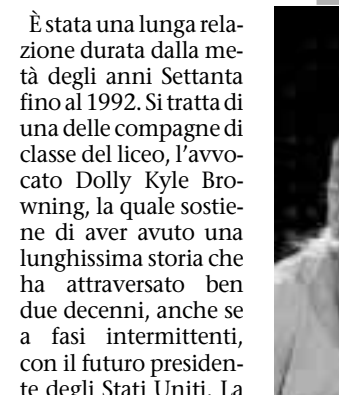 È stata una lunga rela-
zione durata dalla me-
tà degli anni Settanta
fino al 1992. Si tratta di
una delle compagne di
classe del liceo, l'avvo-
cato Dolly Kyle Bro-
wning, la quale sostie-
ne di aver avuto una
lunghissima storia che
ha attraversato ben
due decenni, anche se
a fasi intermittenti,
con il futuro presiden-
te degli Stati Uniti. La